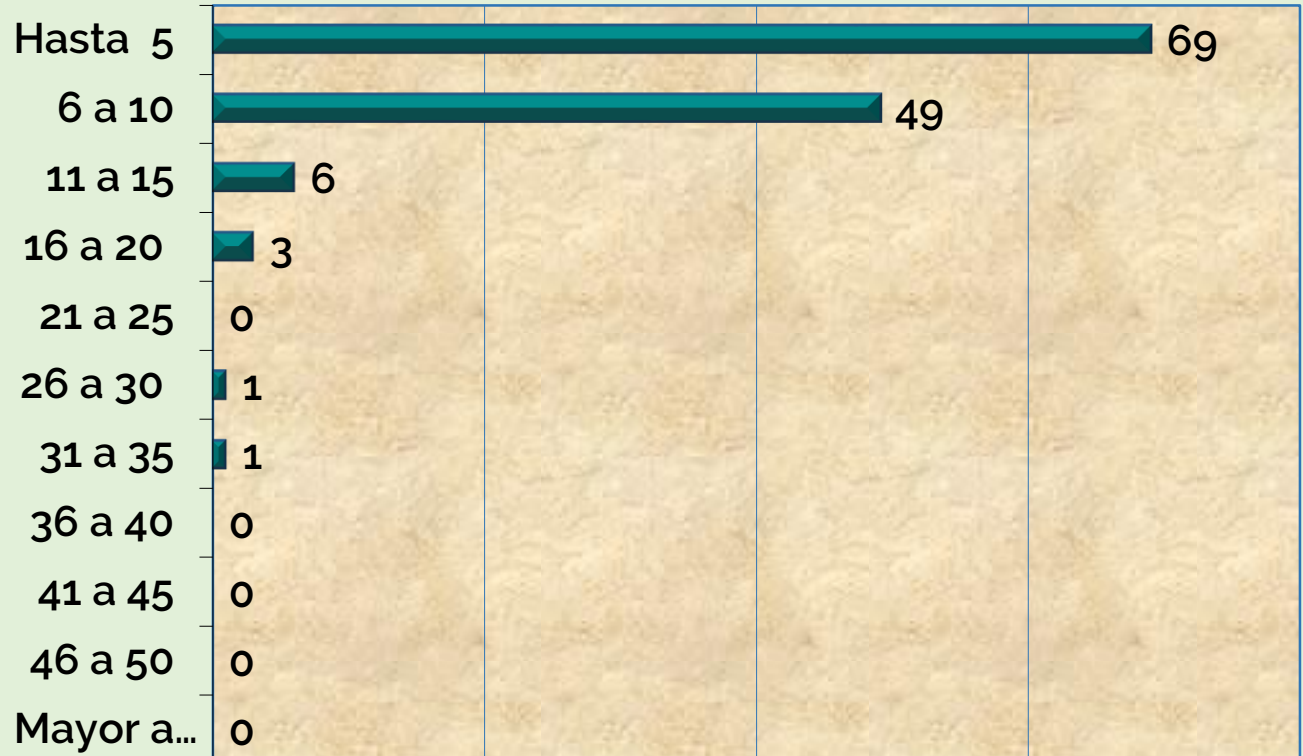 Hasta 5 69
6 a 10 49
11 a 15 6
16 a 20 3
21 a 25 0
26 a 30 1
31 a 35 1
36 a 40 0
41 a 45 0
46 a 50 0
Mayor a... 0